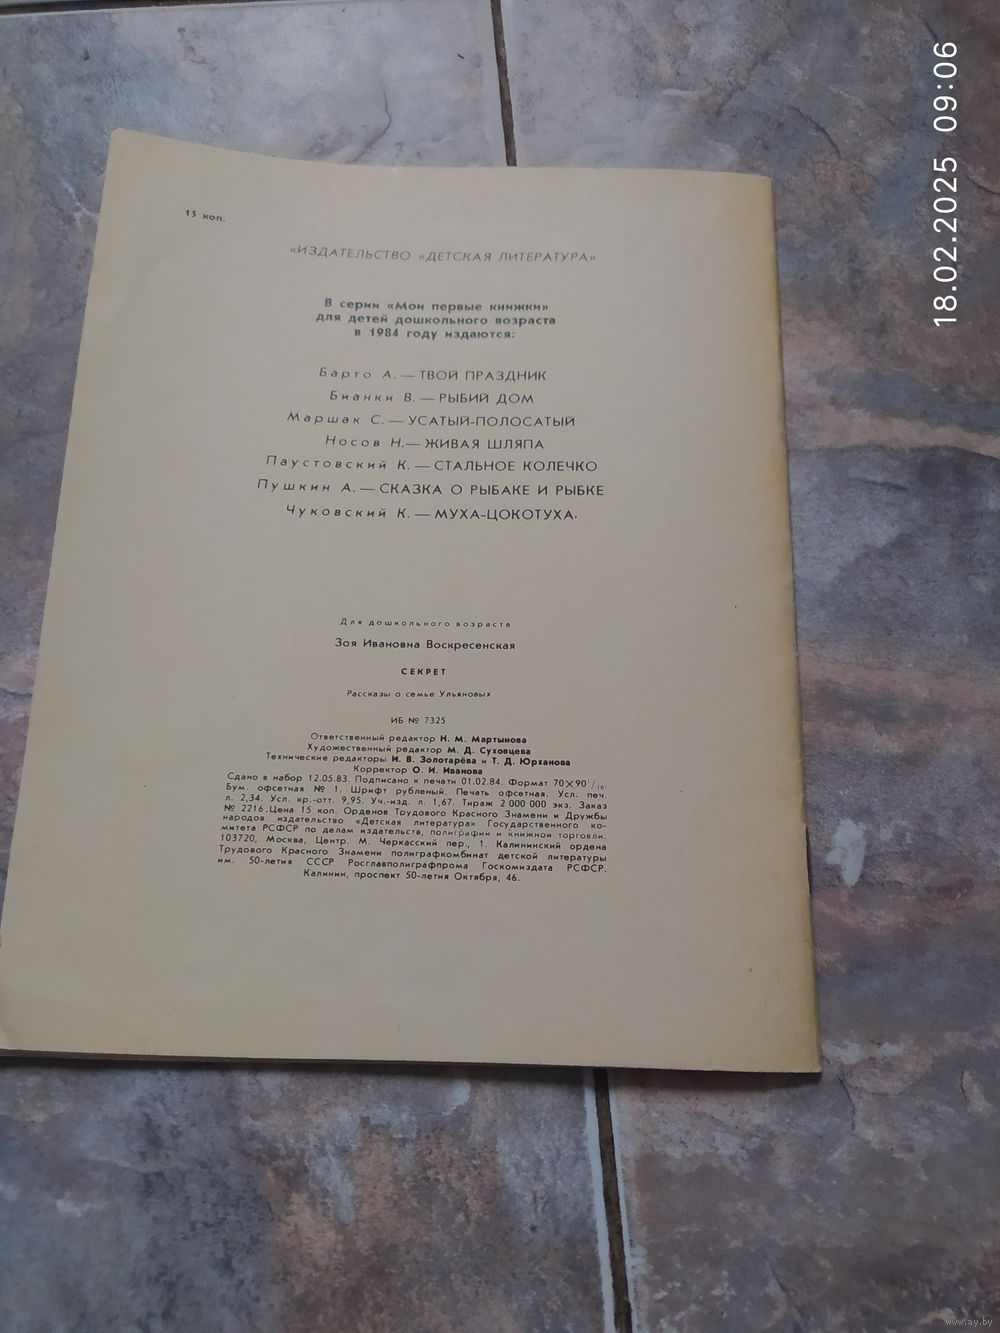 15 коп.
«ИЗДАТЕЛЬСТВО «ДЕТСКАЯ ЛИТЕРАТУРА»
В серии «Мои первые книжки»
для детей дошкольного возраста
в 1984 году издаются:
Барто А. — ТВОЙ ПРАЗДНИК
Бианки В. — РЫБИЙ ДОМ
Маршак С. — УСАТЫЙ-ПОЛОСАТЫЙ
Носов Н. — ЖИВАЯ ШЛЯПА
Паустовский К. — СТАЛЬНОЕ КОЛЕЧКО
Пушкин А. — СКАЗКА О РЫБАКЕ И РЫБКЕ
Чуковский К. — МУХА-ЦОКОТУХА.
Для дошкольного возраста
Зоя Ивановна Воскресенская
СЕКРЕТ
Рассказы о семье Ульяновых
ИБ № 7325
Ответственный редактор Н. М. Мартынова
Художественный редактор М. Д. Суховцева
Технические редакторы И. В. Золотарёва и Т. Д. Юрханова
Корректор О. И. Иванова
Сдано в набор 12.05.83. Подписано к печати 01.02.84. Формат 70×90 1/16.
Бум. офсетная № 1. Шрифт рубленый. Печать офсетная. Усл. печ.
л. 2,34. Усл. кр.-отт. 9,95. Уч.-изд. л. 1,67. Тираж 2 000 000 экз. Заказ
№ 2216. Цена 15 коп. Орденов Трудового Красного Знамени и Дружбы
народов издательство «Детская литература» Государственного ко-
митета РСФСР по делам издательств, полиграфии и книжной торговли.
103720, Москва, Центр. М. Черкасский пер., 1. Калининский ордена
Трудового Красного Знамени полиграфкомбинат детской литературы
им. 50-летия СССР Росглавполиграфпрома Госкомиздата РСФСР.
Калинин, проспект 50-летия Октября, 46.
18.02.2025 09:06
www.ay.by